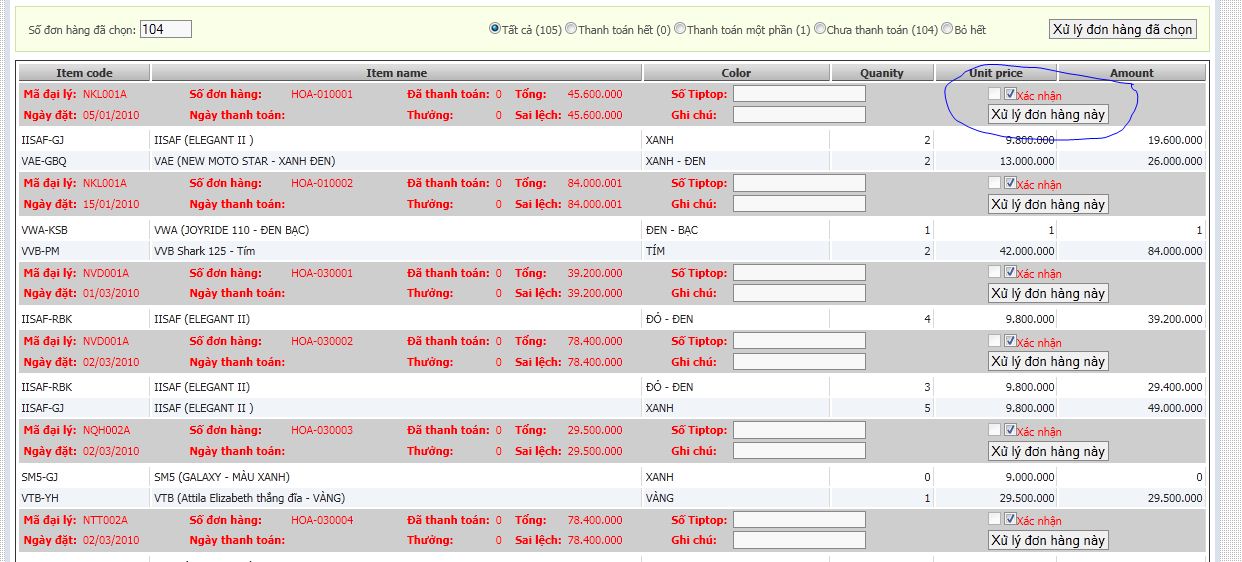 Số đơn hàng đã chọn: 104 Tất cả (105) Thanh toán hết (0) Thanh toán một phần (1) Chưa thanh toán (104) Bỏ hết Xử lý đơn hàng đã chọn
Item code Item name Color Quanity Unit price Amount
Mã đại lý: NKL001A Số đơn hàng: HOA-010001 Đã thanh toán: 0 Tổng: 45.600.000 Số Tiptop: Xác nhận
Ngày đặt: 05/01/2010 Ngày thanh toán: Thưởng: 0 Sai lệch: 45.600.000 Ghi chú: Xử lý đơn hàng này
IISAF-GJ IISAF (ELEGANT II ) XANH 2 9.800.000 19.600.000
VAE-GBQ VAE (NEW MOTO STAR - XANH ĐEN) XANH - ĐEN 2 13.000.000 26.000.000
Mã đại lý: NKL001A Số đơn hàng: HOA-010002 Đã thanh toán: 0 Tổng: 84.000.001 Số Tiptop: Xác nhận
Ngày đặt: 15/01/2010 Ngày thanh toán: Thưởng: 0 Sai lệch: 84.000.001 Ghi chú: Xử lý đơn hàng này
VWA-KSB VWA (JOYRIDE 110 - ĐEN BẠC) ĐEN - BẠC 1 1 1
VVB-PM VVB Shark 125 - Tím TÍM 2 42.000.000 84.000.000
Mã đại lý: NVD001A Số đơn hàng: HOA-030001 Đã thanh toán: 0 Tổng: 39.200.000 Số Tiptop: Xác nhận
Ngày đặt: 01/03/2010 Ngày thanh toán: Thưởng: 0 Sai lệch: 39.200.000 Ghi chú: Xử lý đơn hàng này
IISAF-RBK IISAF (ELEGANT II) ĐỎ - ĐEN 4 9.800.000 39.200.000
Mã đại lý: NVD001A Số đơn hàng: HOA-030002 Đã thanh toán: 0 Tổng: 78.400.000 Số Tiptop: Xác nhận
Ngày đặt: 02/03/2010 Ngày thanh toán: Thưởng: 0 Sai lệch: 78.400.000 Ghi chú: Xử lý đơn hàng này
IISAF-RBK IISAF (ELEGANT II) ĐỎ - ĐEN 3 9.800.000 29.400.000
IISAF-GJ IISAF (ELEGANT II ) XANH 5 9.800.000 49.000.000
Mã đại lý: NQH002A Số đơn hàng: HOA-030003 Đã thanh toán: 0 Tổng: 29.500.000 Số Tiptop: Xác nhận
Ngày đặt: 02/03/2010 Ngày thanh toán: Thưởng: 0 Sai lệch: 29.500.000 Ghi chú: Xử lý đơn hàng này
SM5-GJ SM5 (GALAXY - MÀU XANH) XANH 0 9.000.000 0
VTB-YH VTB (Attila Elizabeth thắng đĩa - VÀNG) VÀNG 1 29.500.000 29.500.000
Mã đại lý: NTT002A Số đơn hàng: HOA-030004 Đã thanh toán: 0 Tổng: 78.400.000 Số Tiptop: Xác nhận
Ngày đặt: 02/03/2010 Ngày thanh toán: Thưởng: 0 Sai lệch: 78.400.000 Ghi chú: Xử lý đơn hàng này